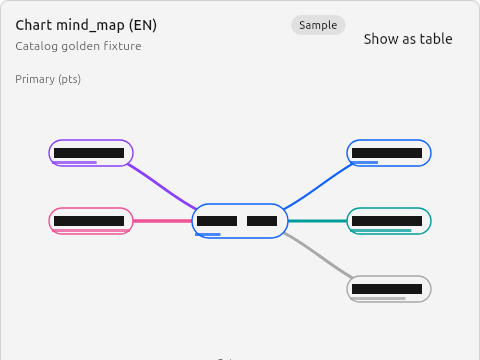 Chart mind_map (EN)
Sample
Show as table
Catalog golden fixture
Primary (pts)